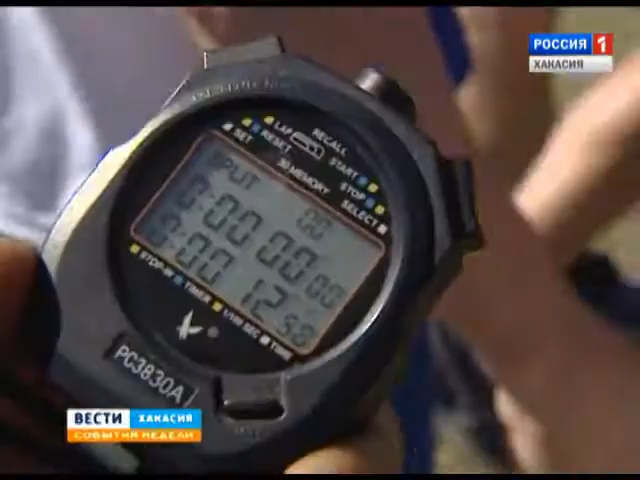 РОССИЯ 1
ХАКАСИЯ
LAP
RESET
SET
RECALL
30 MEMORY
START
STOP
SELECT
SPLIT
00
0:00 00 00
0:00 12 58
STOP-W
TIMER
1/100 SEC
TIME
PC3830A
ВЕСТИ ХАКАСИЯ
СОБЫТИЯ НЕДЕЛИ